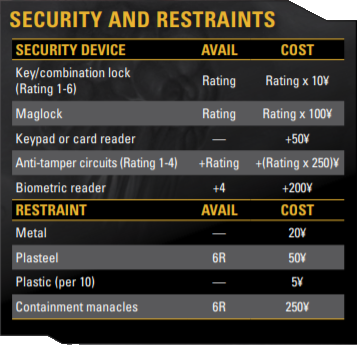 SECURITY AND RESTRAINTS
SECURITY DEVICE AVAIL COST
Key/combination lock
(Rating 1-6) Rating Rating x 10¥
Maglock Rating Rating x 100¥
Keypad or card reader — +50¥
Anti-tamper circuits (Rating 1-4) +Rating +(Rating x 250)¥
Biometric reader +4 +200¥
RESTRAINT AVAIL COST
Metal — 20¥
Plasteel 6R 50¥
Plastic (per 10) — 5¥
Containment manacles 6R 250¥